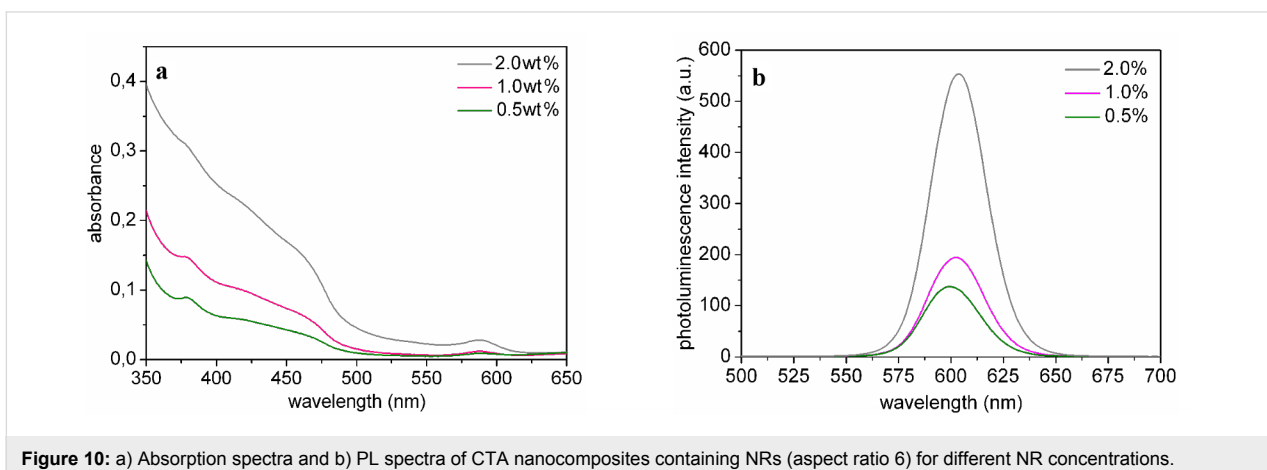 a
2.0wt%
1.0wt%
0.5wt%
0,4
0,3
0,2
0,1
0,0
absorbance
350 400 450 500 550 600 650
wavelength (nm)
b
2.0%
1.0%
0.5%
600
500
400
300
200
100
0
photoluminescence intensity (a.u.)
500 525 550 575 600 625 650 675 700
wavelength (nm)
Figure 10: a) Absorption spectra and b) PL spectra of CTA nanocomposites containing NRs (aspect ratio 6) for different NR concentrations.